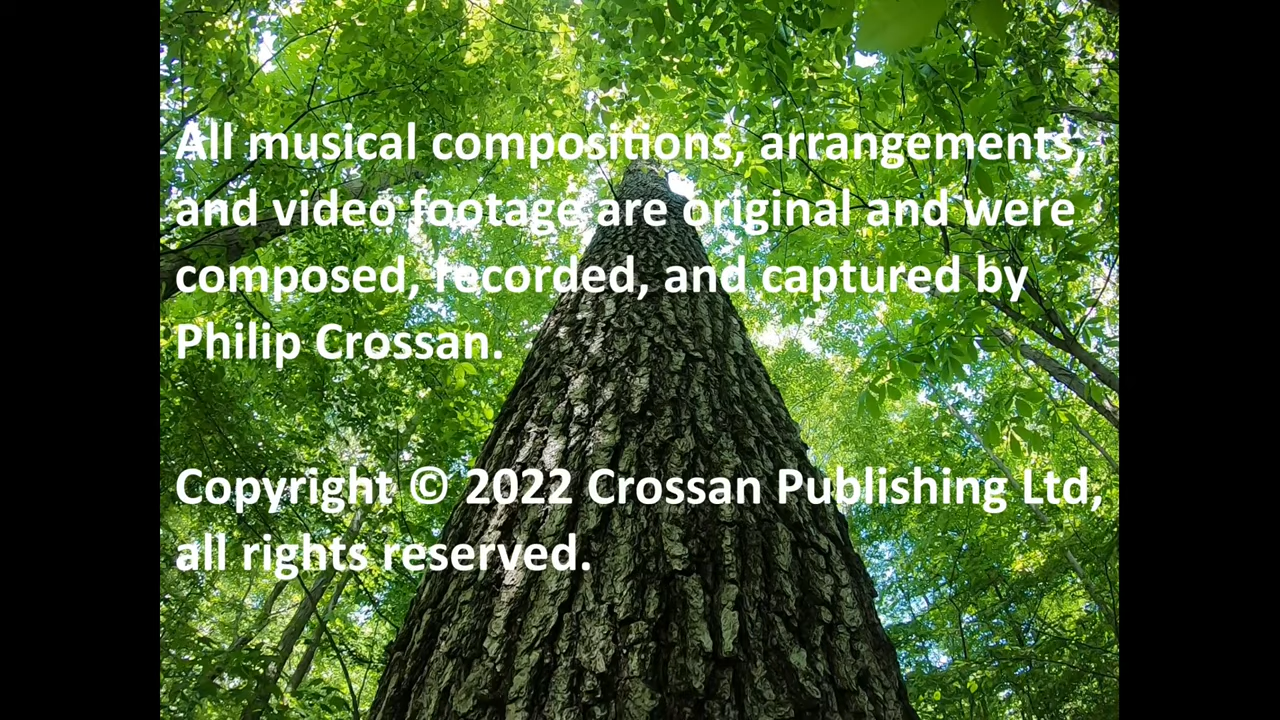 All musical compositions, arrangements,
and video footage are original and were
composed, recorded, and captured by
Philip Crossan.
Copyright © 2022 Crossan Publishing Ltd,
all rights reserved.